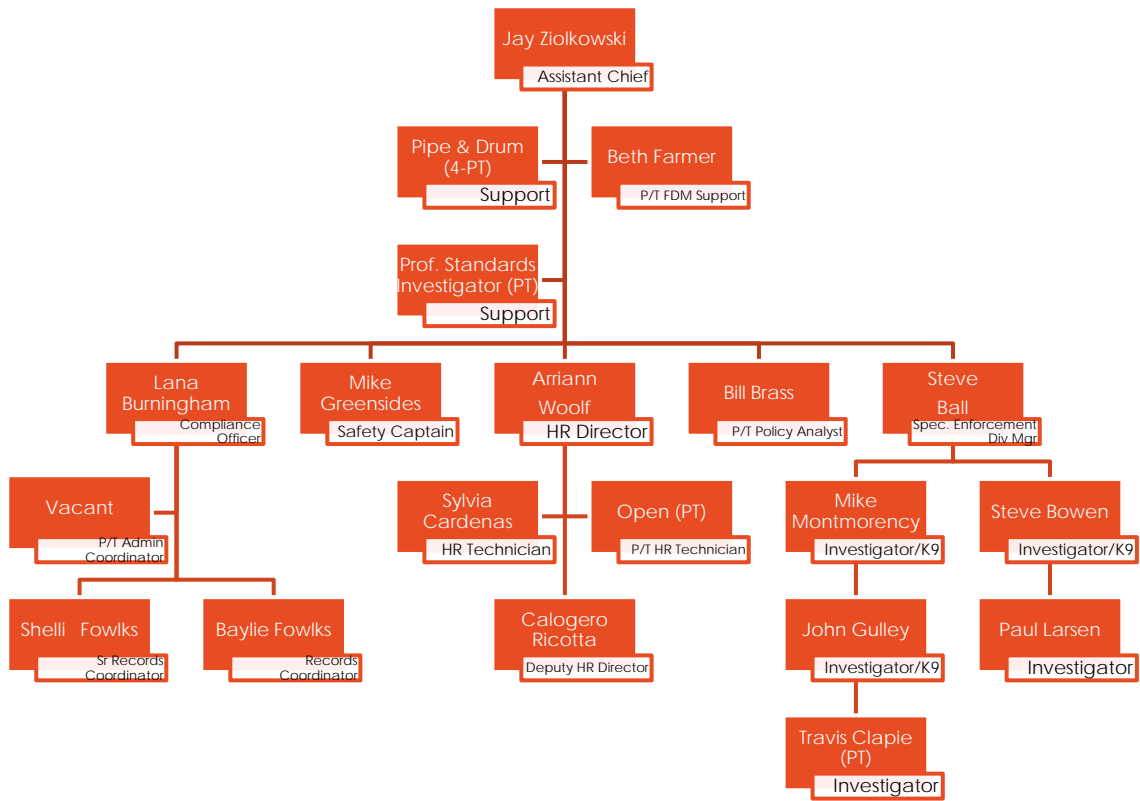 Jay Ziolkowski
Assistant Chief
Pipe & Drum
(4-PT)
Support
Beth Farmer
P/T FDM Support
Prof. Standards
Investigator (PT)
Support
Lana
Burningham
Compliance
Officer
Mike
Greensides
Safety Captain
Arriann
Woolf
HR Director
Bill Brass
P/T Policy Analyst
Steve
Ball
Spec. Enforcement
Div Mgr
Vacant
P/T Admin
Coordinator
Sylvia
Cardenas
HR Technician
Open (PT)
P/T HR Technician
Mike
Montmorency
Investigator/K9
Steve Bowen
Investigator/K9
Shelli Fowlks
Sr Records
Coordinator
Baylie Fowlks
Records
Coordinator
Calogero
Ricotta
Deputy HR Director
John Gulley
Investigator/K9
Paul Larsen
Investigator
Travis Clapie
(PT)
Investigator